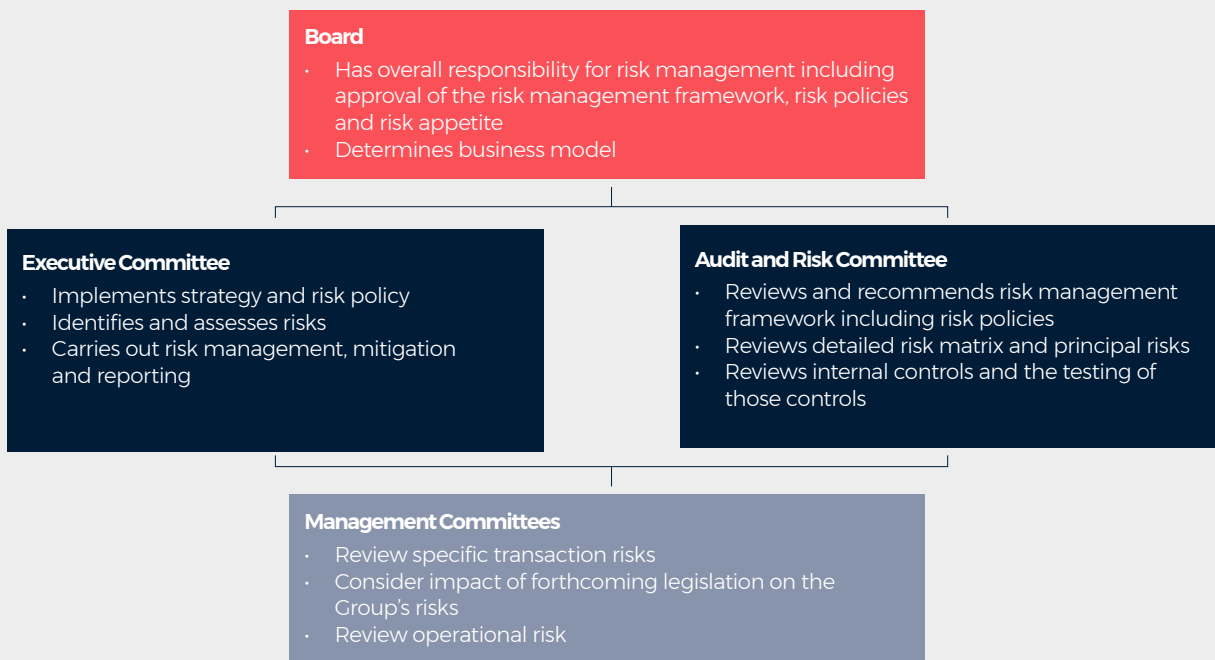 Board
· Has overall responsibility for risk management including
approval of the risk management framework, risk policies
and risk appetite
· Determines business model
Executive Committee
· Implements strategy and risk policy
· Identifies and assesses risks
· Carries out risk management, mitigation
and reporting
Audit and Risk Committee
· Reviews and recommends risk management
framework including risk policies
· Reviews detailed risk matrix and principal risks
· Reviews internal controls and the testing of
those controls
Management Committees
· Review specific transaction risks
· Consider impact of forthcoming legislation on the
Group’s risks
· Review operational risk